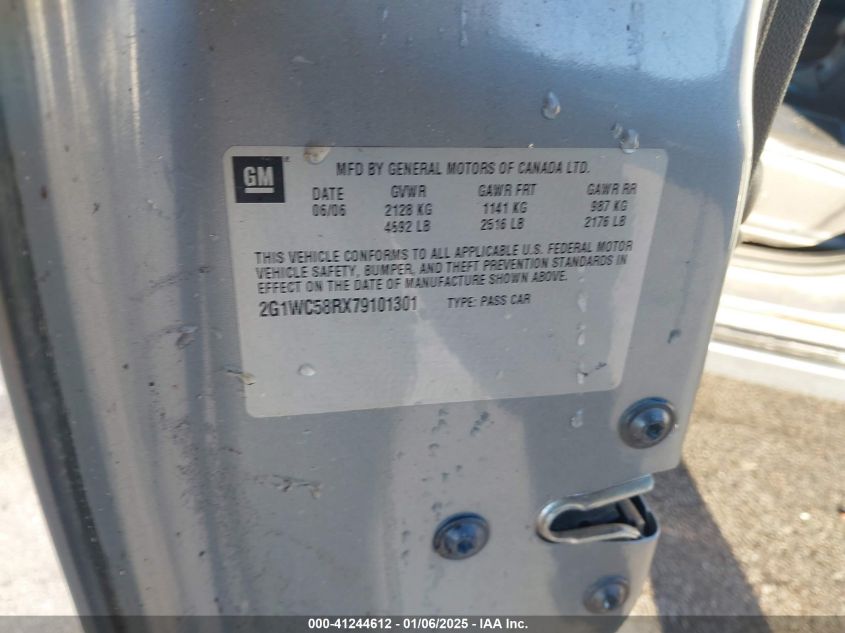 GM
MFD BY GENERAL MOTORS OF CANADA LTD.
DATE GVWR GAWR FRT GAWR RR
06/06 2128 KG 1141 KG 987 KG
4692 LB 2516 LB 2176 LB
THIS VEHICLE CONFORMS TO ALL APPLICABLE U.S. FEDERAL MOTOR
VEHICLE SAFETY, BUMPER, AND THEFT PREVENTION STANDARDS IN
EFFECT ON THE DATE OF MANUFACTURE SHOWN ABOVE.
2G1WC58RX79101301 TYPE: PASS CAR
000-41244612 - 01/06/2025 - IAA Inc.